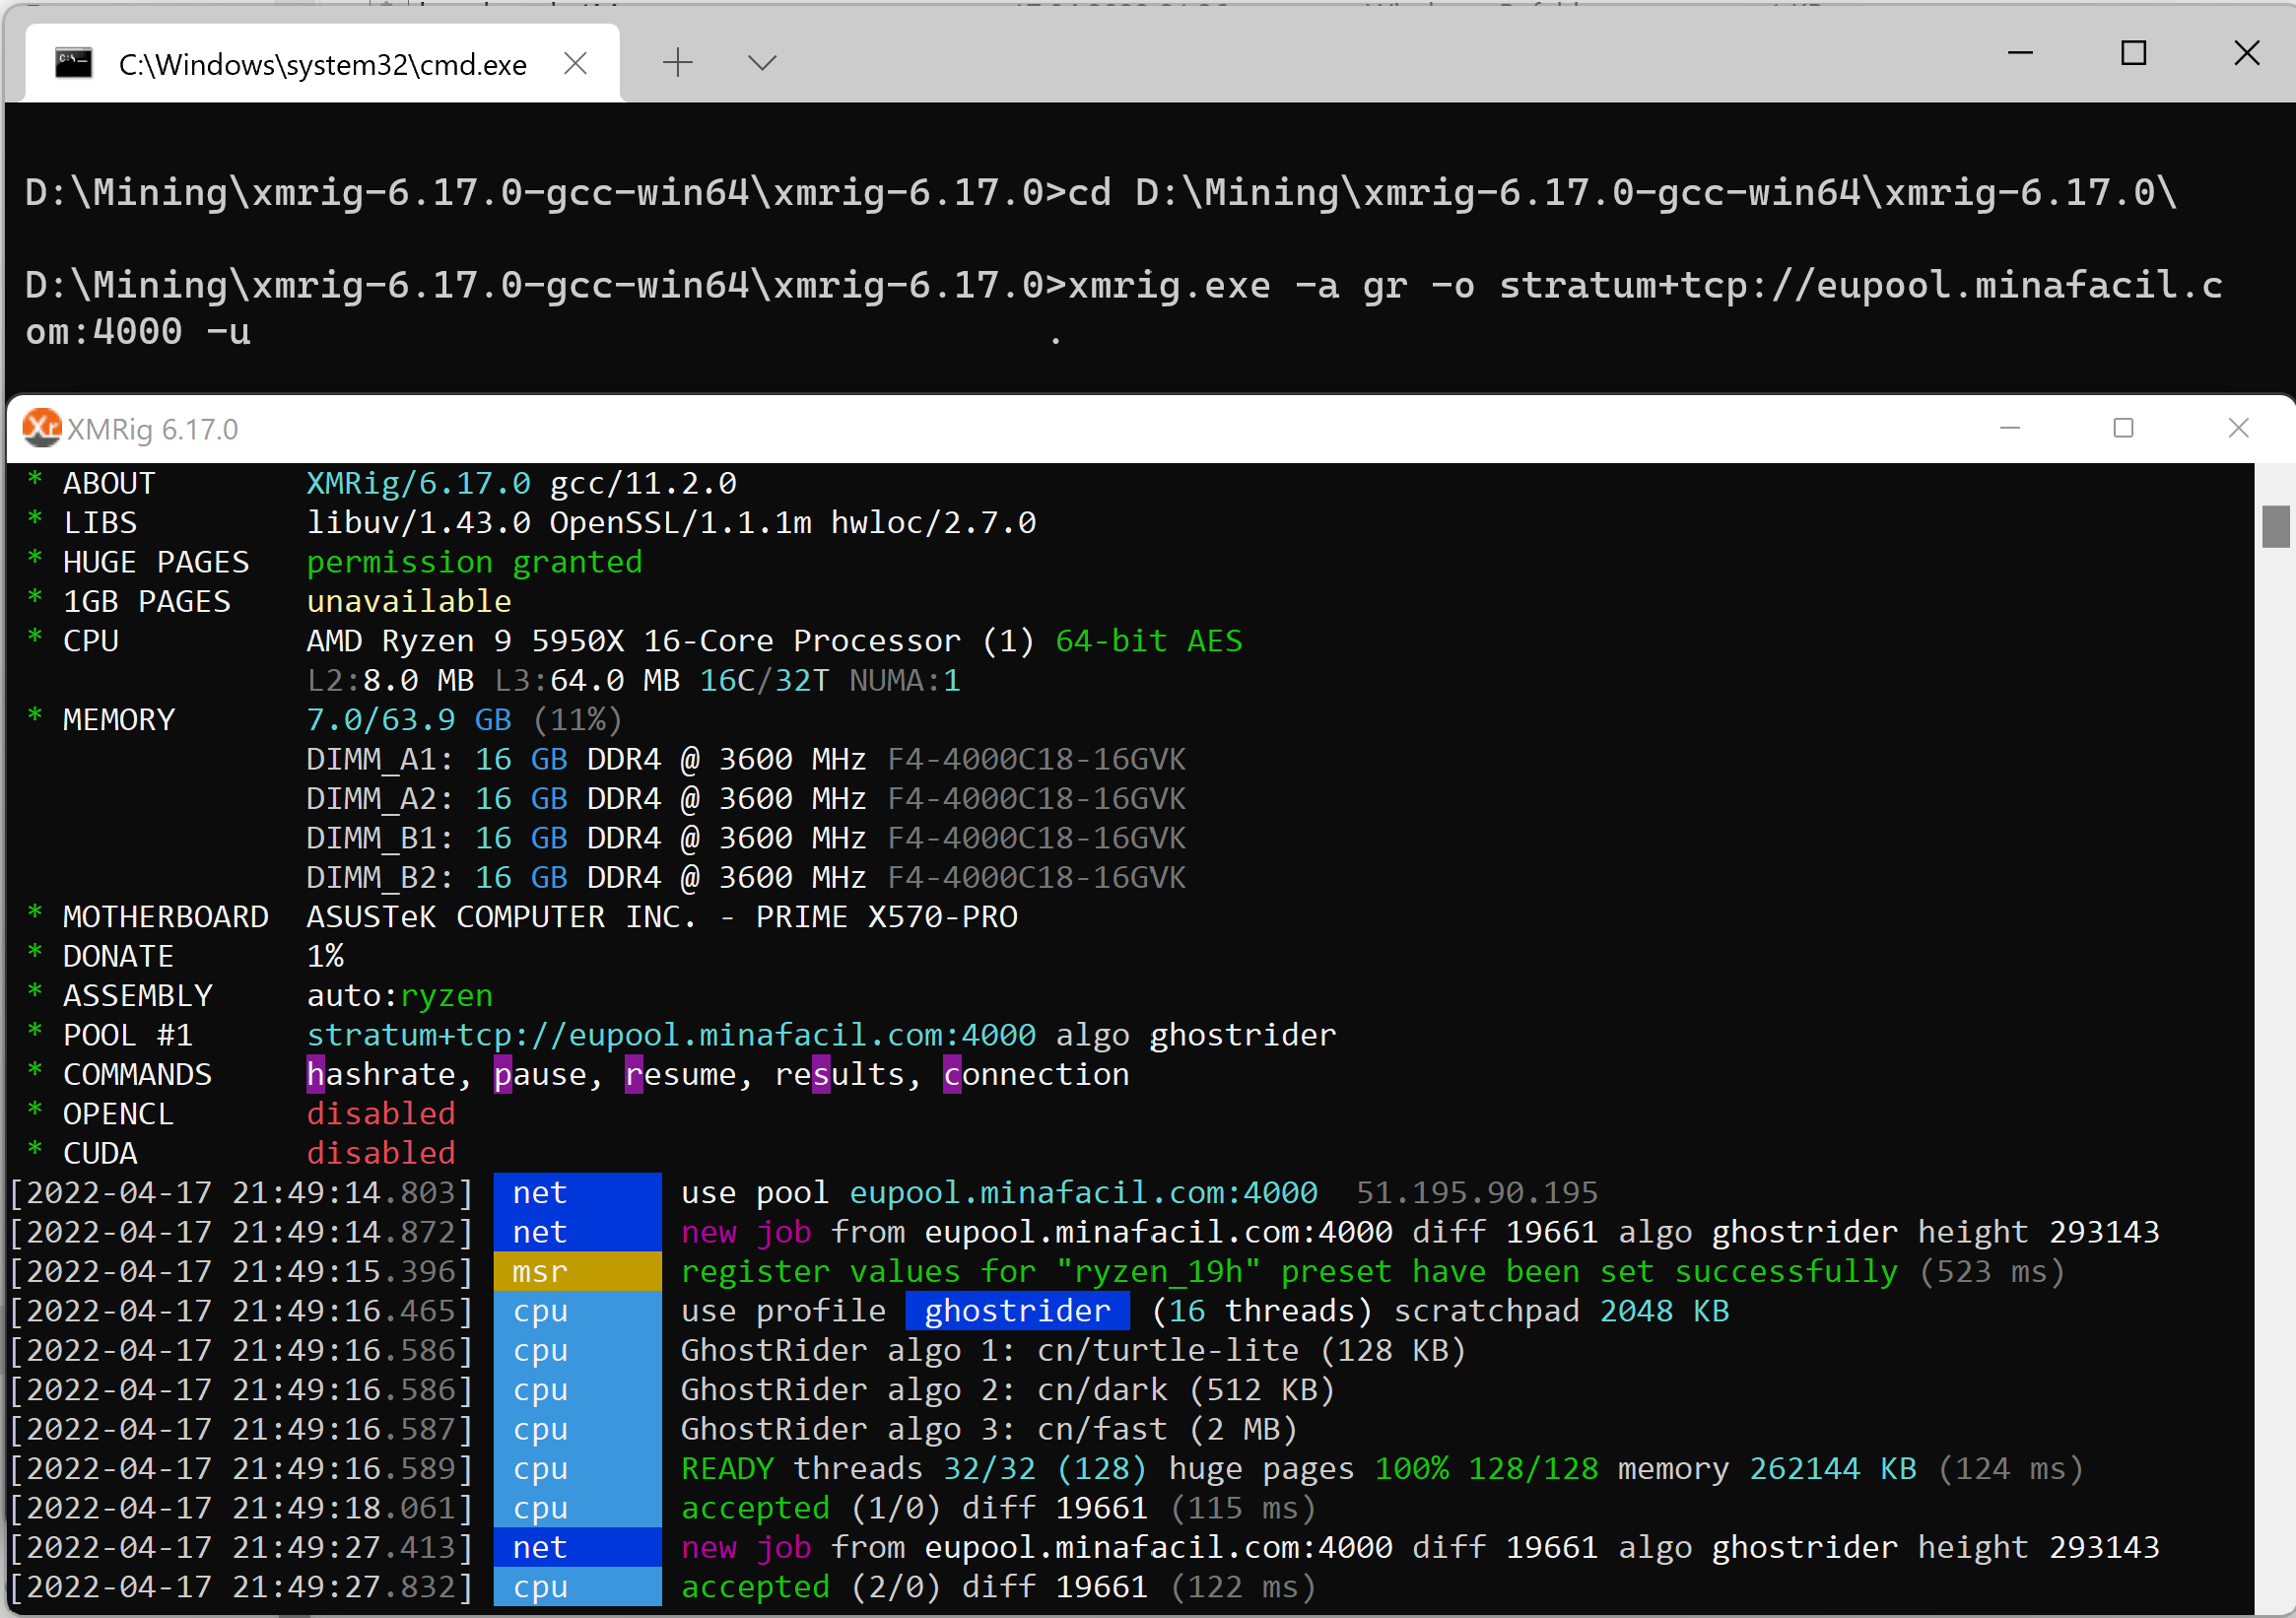 C:\Windows\system32\cmd.exe
D:\Mining\xmrig-6.17.0-gcc-win64\xmrig-6.17.0>cd D:\Mining\xmrig-6.17.0-gcc-win64\xmrig-6.17.0\
D:\Mining\xmrig-6.17.0-gcc-win64\xmrig-6.17.0>xmrig.exe -a gr -o stratum+tcp://eupool.minafacil.c
om:4000 -u .
XMRig 6.17.0
* ABOUT XMRig/6.17.0 gcc/11.2.0
* LIBS libuv/1.43.0 OpenSSL/1.1.1m hwloc/2.7.0
* HUGE PAGES permission granted
* 1GB PAGES unavailable
* CPU AMD Ryzen 9 5950X 16-Core Processor (1) 64-bit AES
L2:8.0 MB L3:64.0 MB 16C/32T NUMA:1
* MEMORY 7.0/63.9 GB (11%)
DIMM_A1: 16 GB DDR4 @ 3600 MHz F4-4000C18-16GVK
DIMM_A2: 16 GB DDR4 @ 3600 MHz F4-4000C18-16GVK
DIMM_B1: 16 GB DDR4 @ 3600 MHz F4-4000C18-16GVK
DIMM_B2: 16 GB DDR4 @ 3600 MHz F4-4000C18-16GVK
* MOTHERBOARD ASUSTeK COMPUTER INC. - PRIME X570-PRO
* DONATE 1%
* ASSEMBLY auto:ryzen
* POOL #1 stratum+tcp://eupool.minafacil.com:4000 algo ghostrider
* COMMANDS hashrate, pause, resume, results, connection
* OPENCL disabled
* CUDA disabled
[2022-04-17 21:49:14.803] net use pool eupool.minafacil.com:4000 51.195.90.195
[2022-04-17 21:49:14.872] net new job from eupool.minafacil.com:4000 diff 19661 algo ghostrider height 293143
[2022-04-17 21:49:15.396] msr register values for "ryzen_19h" preset have been set successfully (523 ms)
[2022-04-17 21:49:16.465] cpu use profile ghostrider (16 threads) scratchpad 2048 KB
[2022-04-17 21:49:16.586] cpu GhostRider algo 1: cn/turtle-lite (128 KB)
[2022-04-17 21:49:16.586] cpu GhostRider algo 2: cn/dark (512 KB)
[2022-04-17 21:49:16.587] cpu GhostRider algo 3: cn/fast (2 MB)
[2022-04-17 21:49:16.589] cpu READY threads 32/32 (128) huge pages 100% 128/128 memory 262144 KB (124 ms)
[2022-04-17 21:49:18.061] cpu accepted (1/0) diff 19661 (115 ms)
[2022-04-17 21:49:27.413] net new job from eupool.minafacil.com:4000 diff 19661 algo ghostrider height 293143
[2022-04-17 21:49:27.832] cpu accepted (2/0) diff 19661 (122 ms)